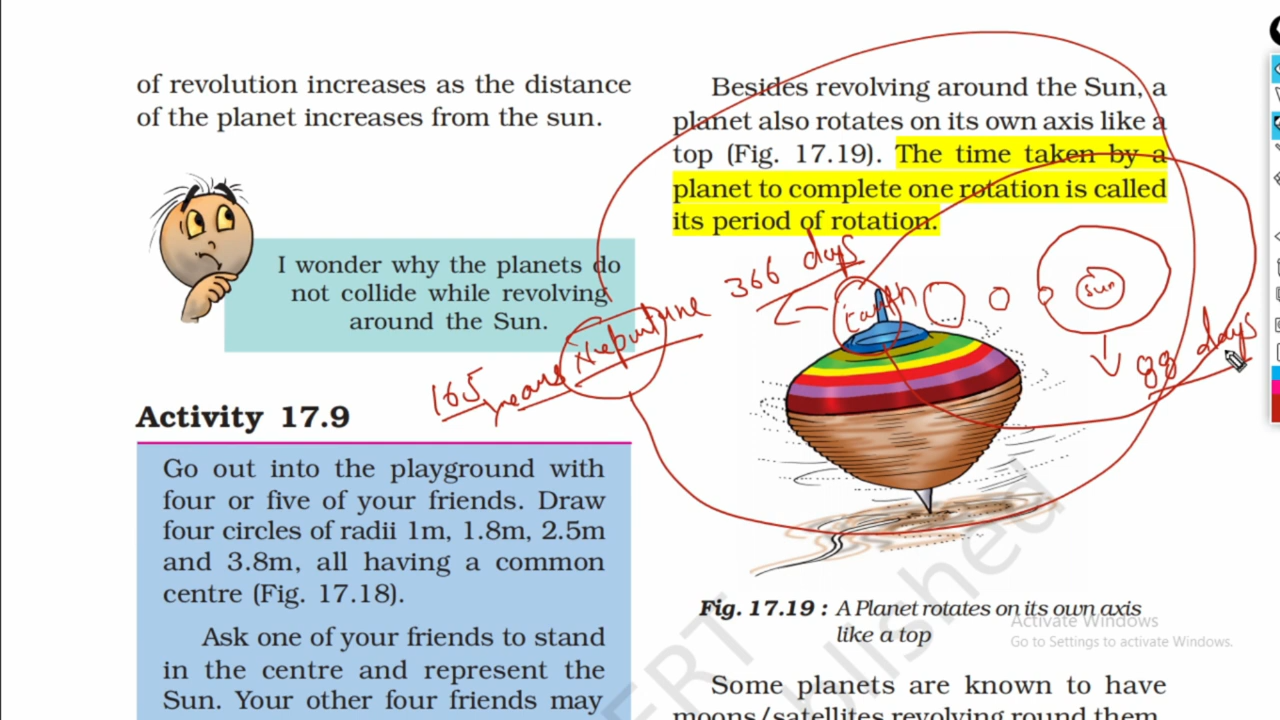 of revolution increases as the distance
of the planet increases from the sun.
I wonder why the planets do
not collide while revolving
around the Sun.
165
years
Nebutune
Activity 17.9
Go out into the playground with
four or five of your friends. Draw
four circles of radii 1m, 1.8m, 2.5m
and 3.8m, all having a common
centre (Fig. 17.18).
Ask one of your friends to stand
in the centre and represent the
Sun. Your other four friends may
Besides revolving around the Sun, a
planet also rotates on its own axis like a
top (Fig. 17.19). The time taken by a
planet to complete one rotation is called
its period of rotation.
366 days
Earth
Sun
88 days
Fig. 17.19 : A Planet rotates on its own axis
like a top
Activate Windows
Go to Settings to activate Windows.
Some planets are known to have
moons/satellites revolving round them.